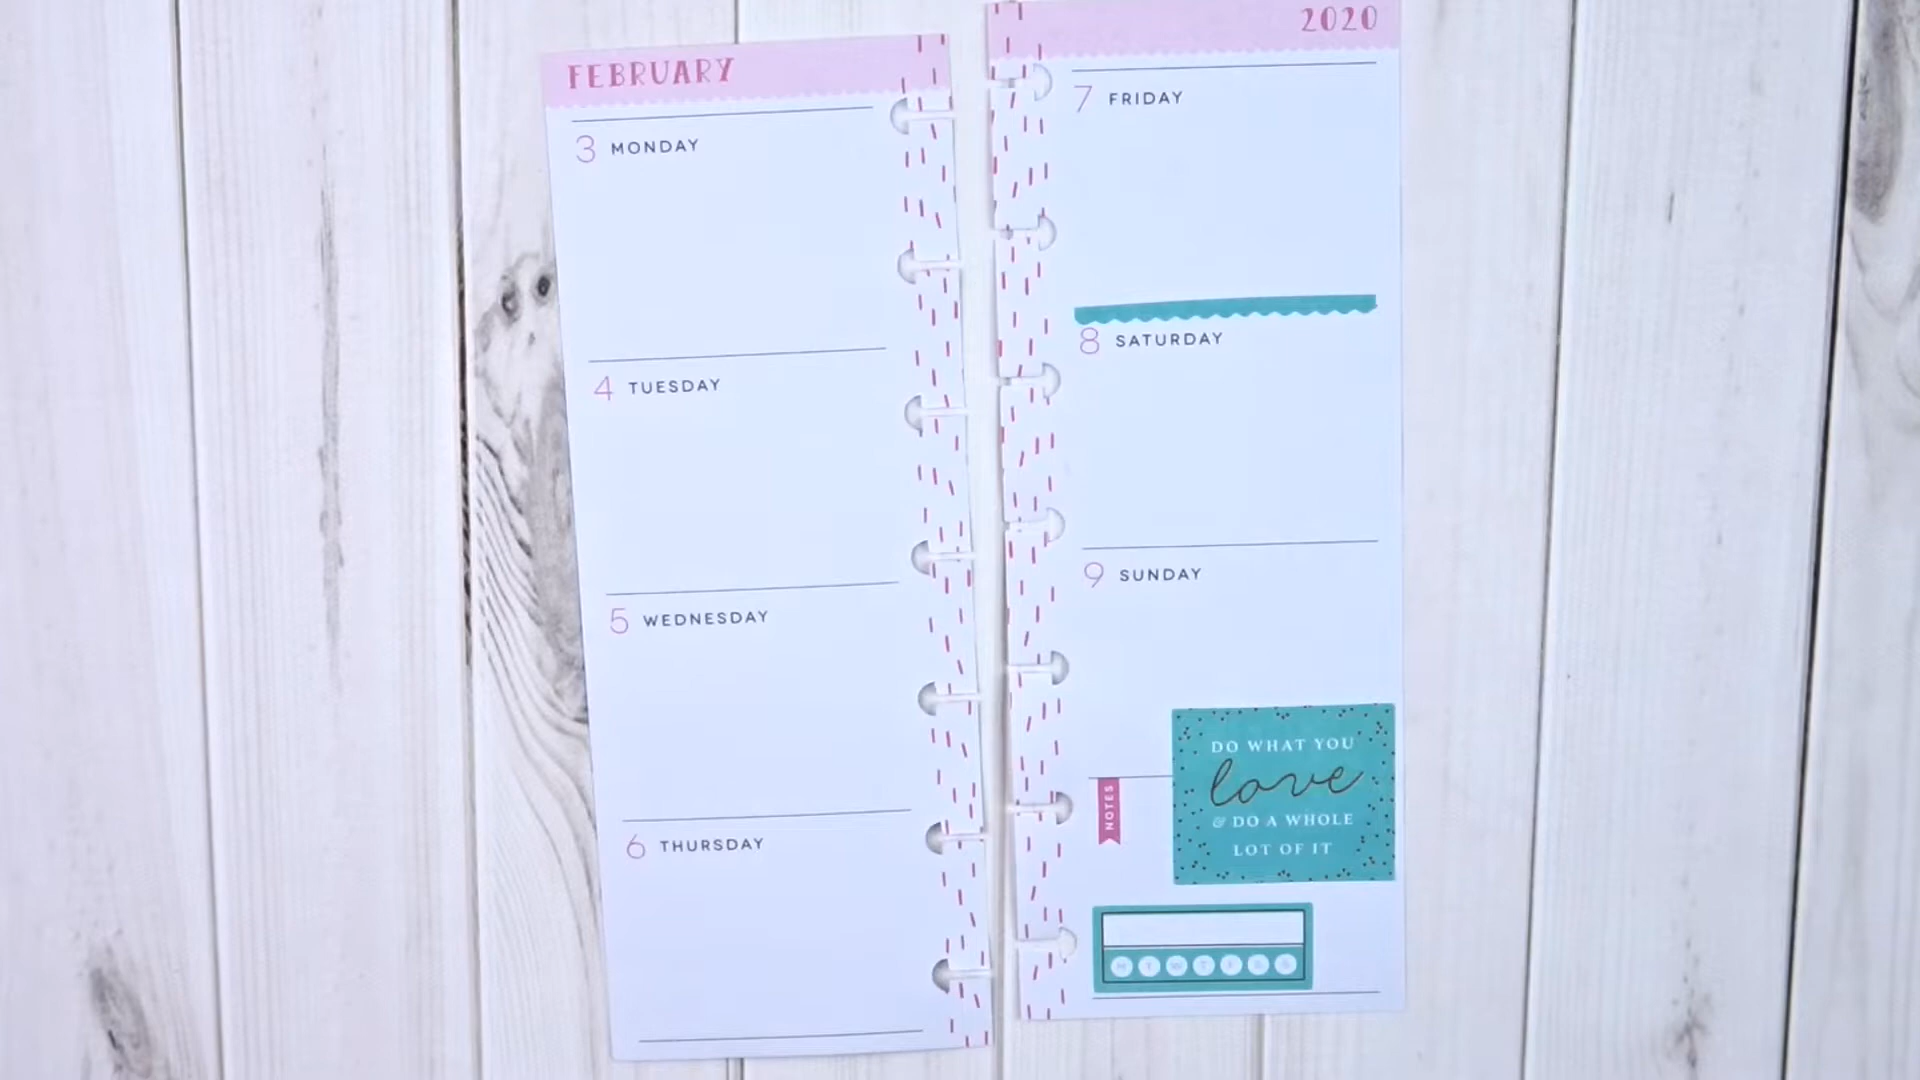 FEBRUARY
3 MONDAY
4 TUESDAY
5 WEDNESDAY
6 THURSDAY
2020
7 FRIDAY
8 SATURDAY
9 SUNDAY
NOTES
DO WHAT YOU
love
& DO A WHOLE
LOT OF IT
M T W T F S S